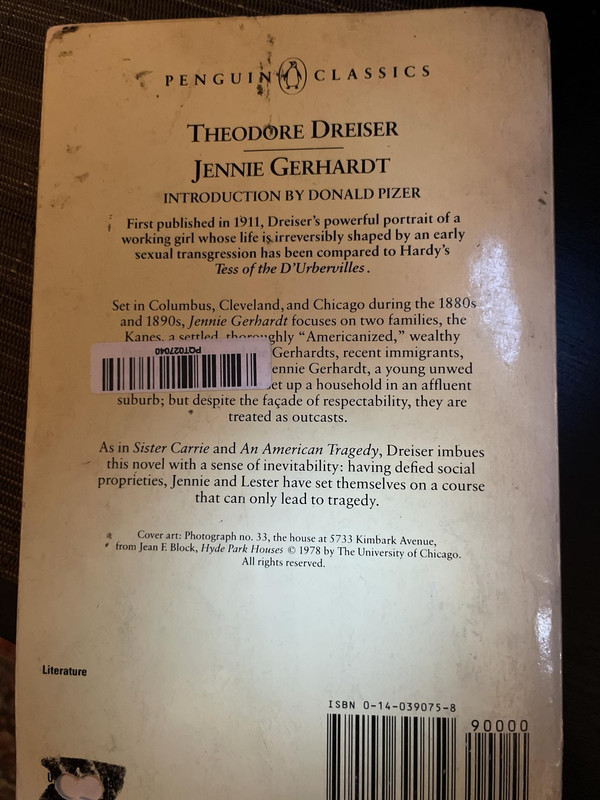 PENGUIN CLASSICS
THEODORE DREISER
JENNIE GERHARDT
INTRODUCTION BY DONALD PIZER
First published in 1911, Dreiser's powerful portrait of a
working girl whose life is irreversibly shaped by an early
sexual transgression has been compared to Hardy's
Tess of the D'Urbervilles.
Set in Columbus, Cleveland, and Chicago during the 1880s
and 1890s, Jennie Gerhardt focuses on two families, the
Kanes, a settled, thoroughly "Americanized," wealthy
Gerhardts, recent immigrants,
POT027040
Gerhardt, a young unwed
up a household in an affluent
suburb; but despite the façade of respectability, they are
treated as outcasts.
As in Sister Carrie and An American Tragedy, Dreiser imbues
this novel with a sense of inevitability: having defied social
proprieties, Jennie and Lester have set themselves on a course
that can only lead to tragedy.
Cover art: Photograph no. 33, the house at 5733 Kimbark Avenue,
from Jean F. Block, Hyde Park Houses © 1978 by The University of Chicago.
All rights reserved.
Literature
ISBN 0-14-039075-8
90000